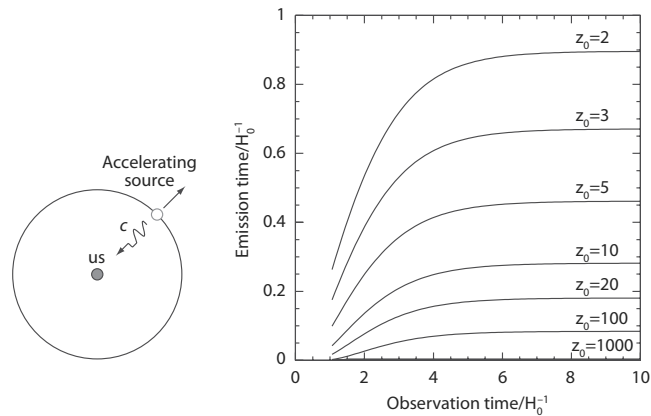 Accelerating
source
c
us
Emission time/H₀⁻¹
1
0.8
0.6
0.4
0.2
0
z₀=2
z₀=3
z₀=5
z₀=10
z₀=20
z₀=100
z₀=1000
0 2 4 6 8 10
Observation time/H₀⁻¹